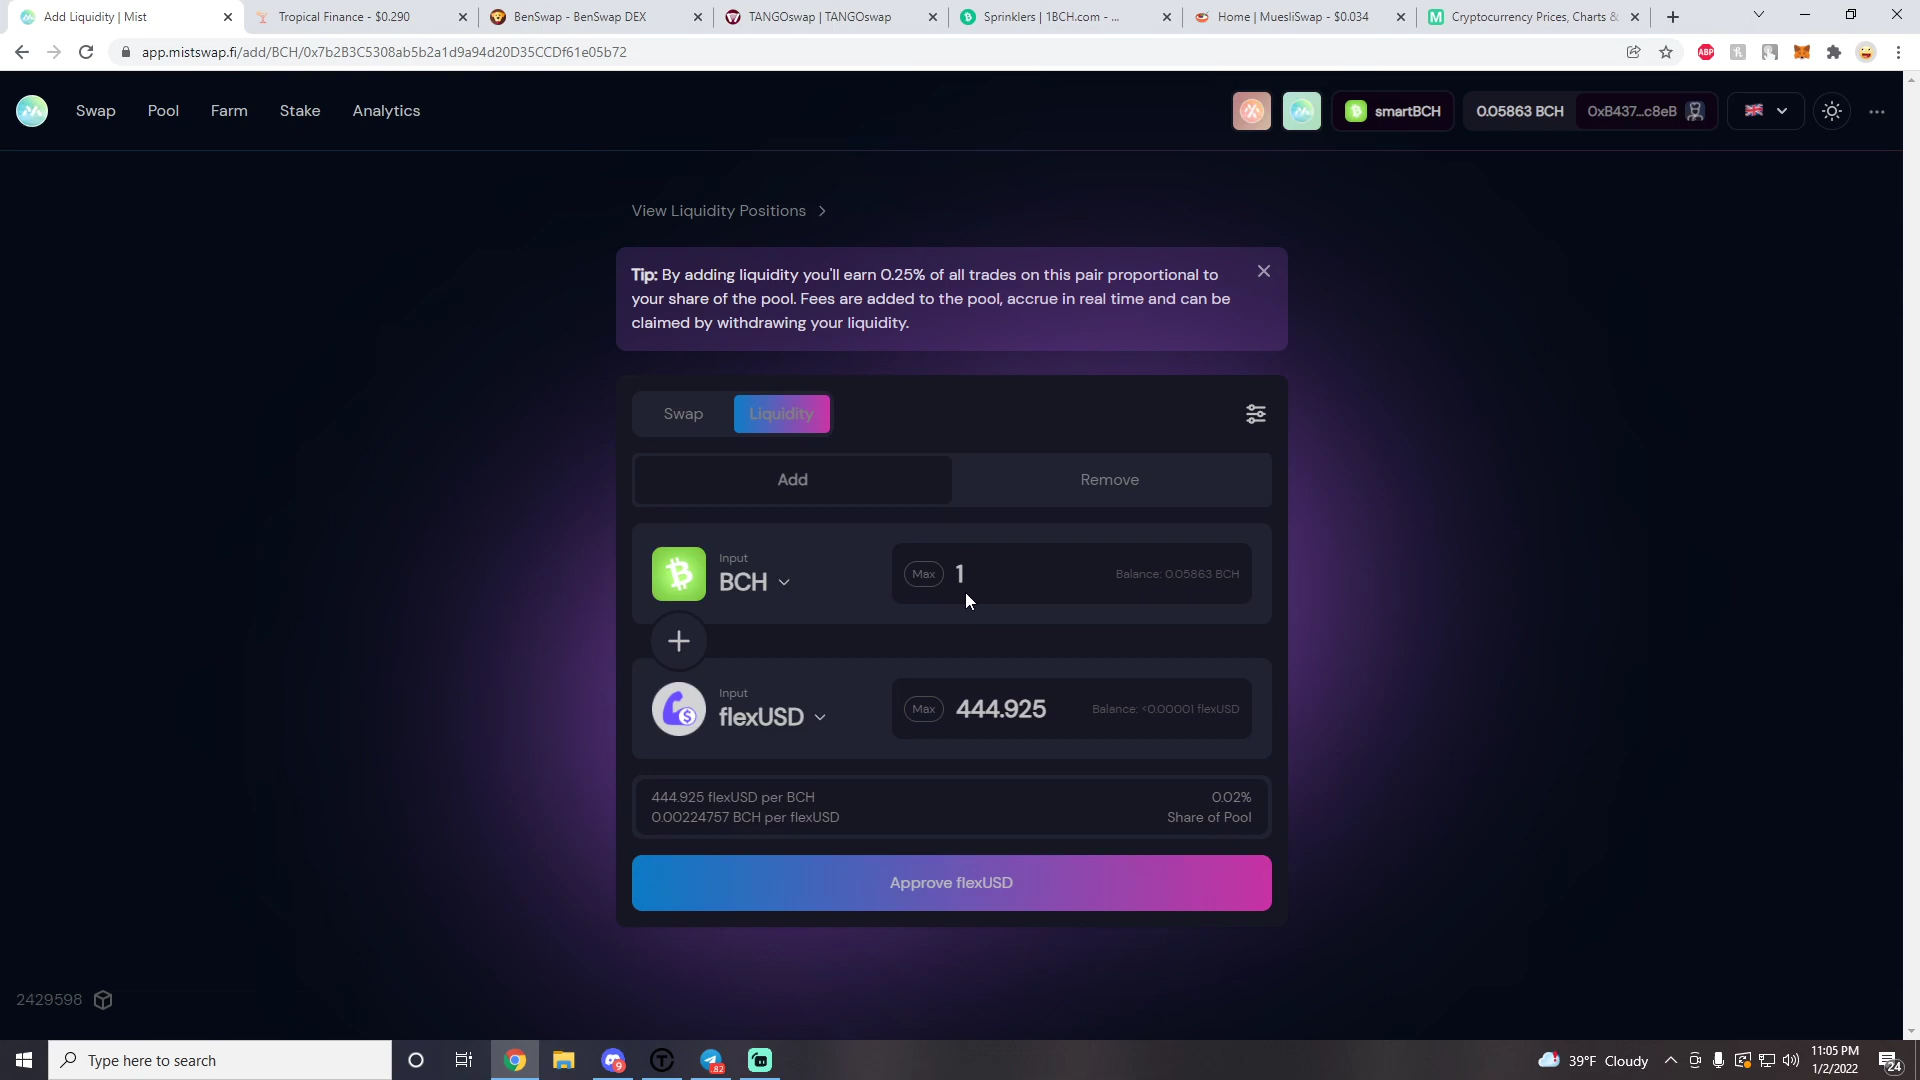 Add Liquidity | Mist
Tropical Finance - $0.290
BenSwap - BenSwap DEX
TANGOswap | TANGOswap
Sprinklers | 1BCH.com - ...
Home | MuesliSwap - $0.034
Cryptocurrency Prices, Charts &
app.mistswap.fi/add/BCH/0x7b2B3C5308ab5b2a1d9a94d20D35CCDf61e05b72
ABP
Swap
Pool
Farm
Stake
Analytics
smartBCH
0.05863 BCH
0xB437...c8eB
View Liquidity Positions
Tip: By adding liquidity you'll earn 0.25% of all trades on this pair proportional to
your share of the pool. Fees are added to the pool, accrue in real time and can be
claimed by withdrawing your liquidity.
Swap
Liquidity
Add
Remove
Input
BCH
Max
1
Balance: 0.05863 BCH
Input
flexUSD
Max
444.925
Balance: <0.00001 flexUSD
444.925 flexUSD per BCH
0.02%
0.00224757 BCH per flexUSD
Share of Pool
Approve flexUSD
2429598
Type here to search
9
82
39°F Cloudy
11:05 PM
1/2/2022
24